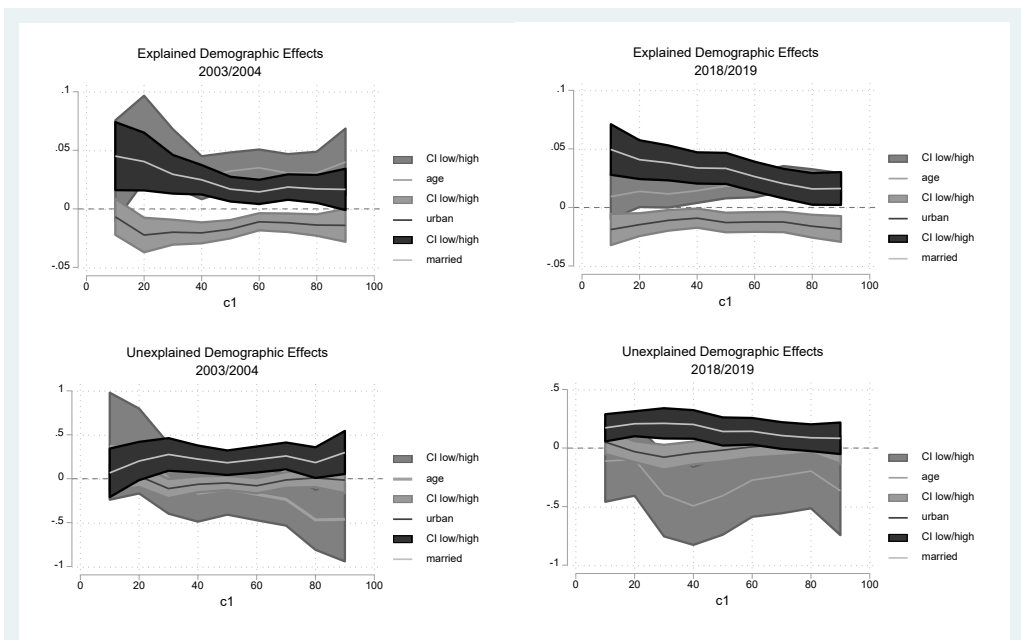 Explained Demographic Effects
2003/2004
.1
.05
0
-.05
0
20
40
60
80
100
c1
CI low/high
age
CI low/high
urban
CI low/high
married
Explained Demographic Effects
2018/2019
.1
.05
0
-.05
0
20
40
60
80
100
c1
CI low/high
age
CI low/high
urban
CI low/high
married
Unexplained Demographic Effects
2003/2004
1
.5
0
-.5
-1
0
20
40
60
80
100
c1
CI low/high
age
CI low/high
urban
CI low/high
married
Unexplained Demographic Effects
2018/2019
.5
0
-.5
-1
0
20
40
60
80
100
c1
CI low/high
age
CI low/high
urban
CI low/high
married